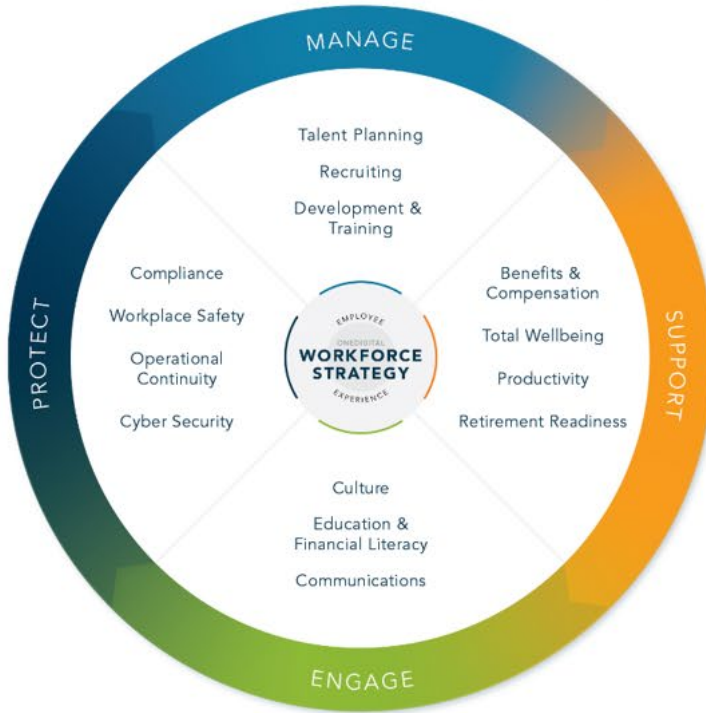 MANAGE
Talent Planning
Recruiting
Development &
Training
Compliance
Workplace Safety
Operational
Continuity
Cyber Security
PROTECT
EMPLOYEE
ONEDIGITAL
WORKFORCE
STRATEGY
EXPERIENCE
Benefits &
Compensation
Total Wellbeing
Productivity
Retirement Readiness
SUPPORT
Culture
Education &
Financial Literacy
Communications
ENGAGE